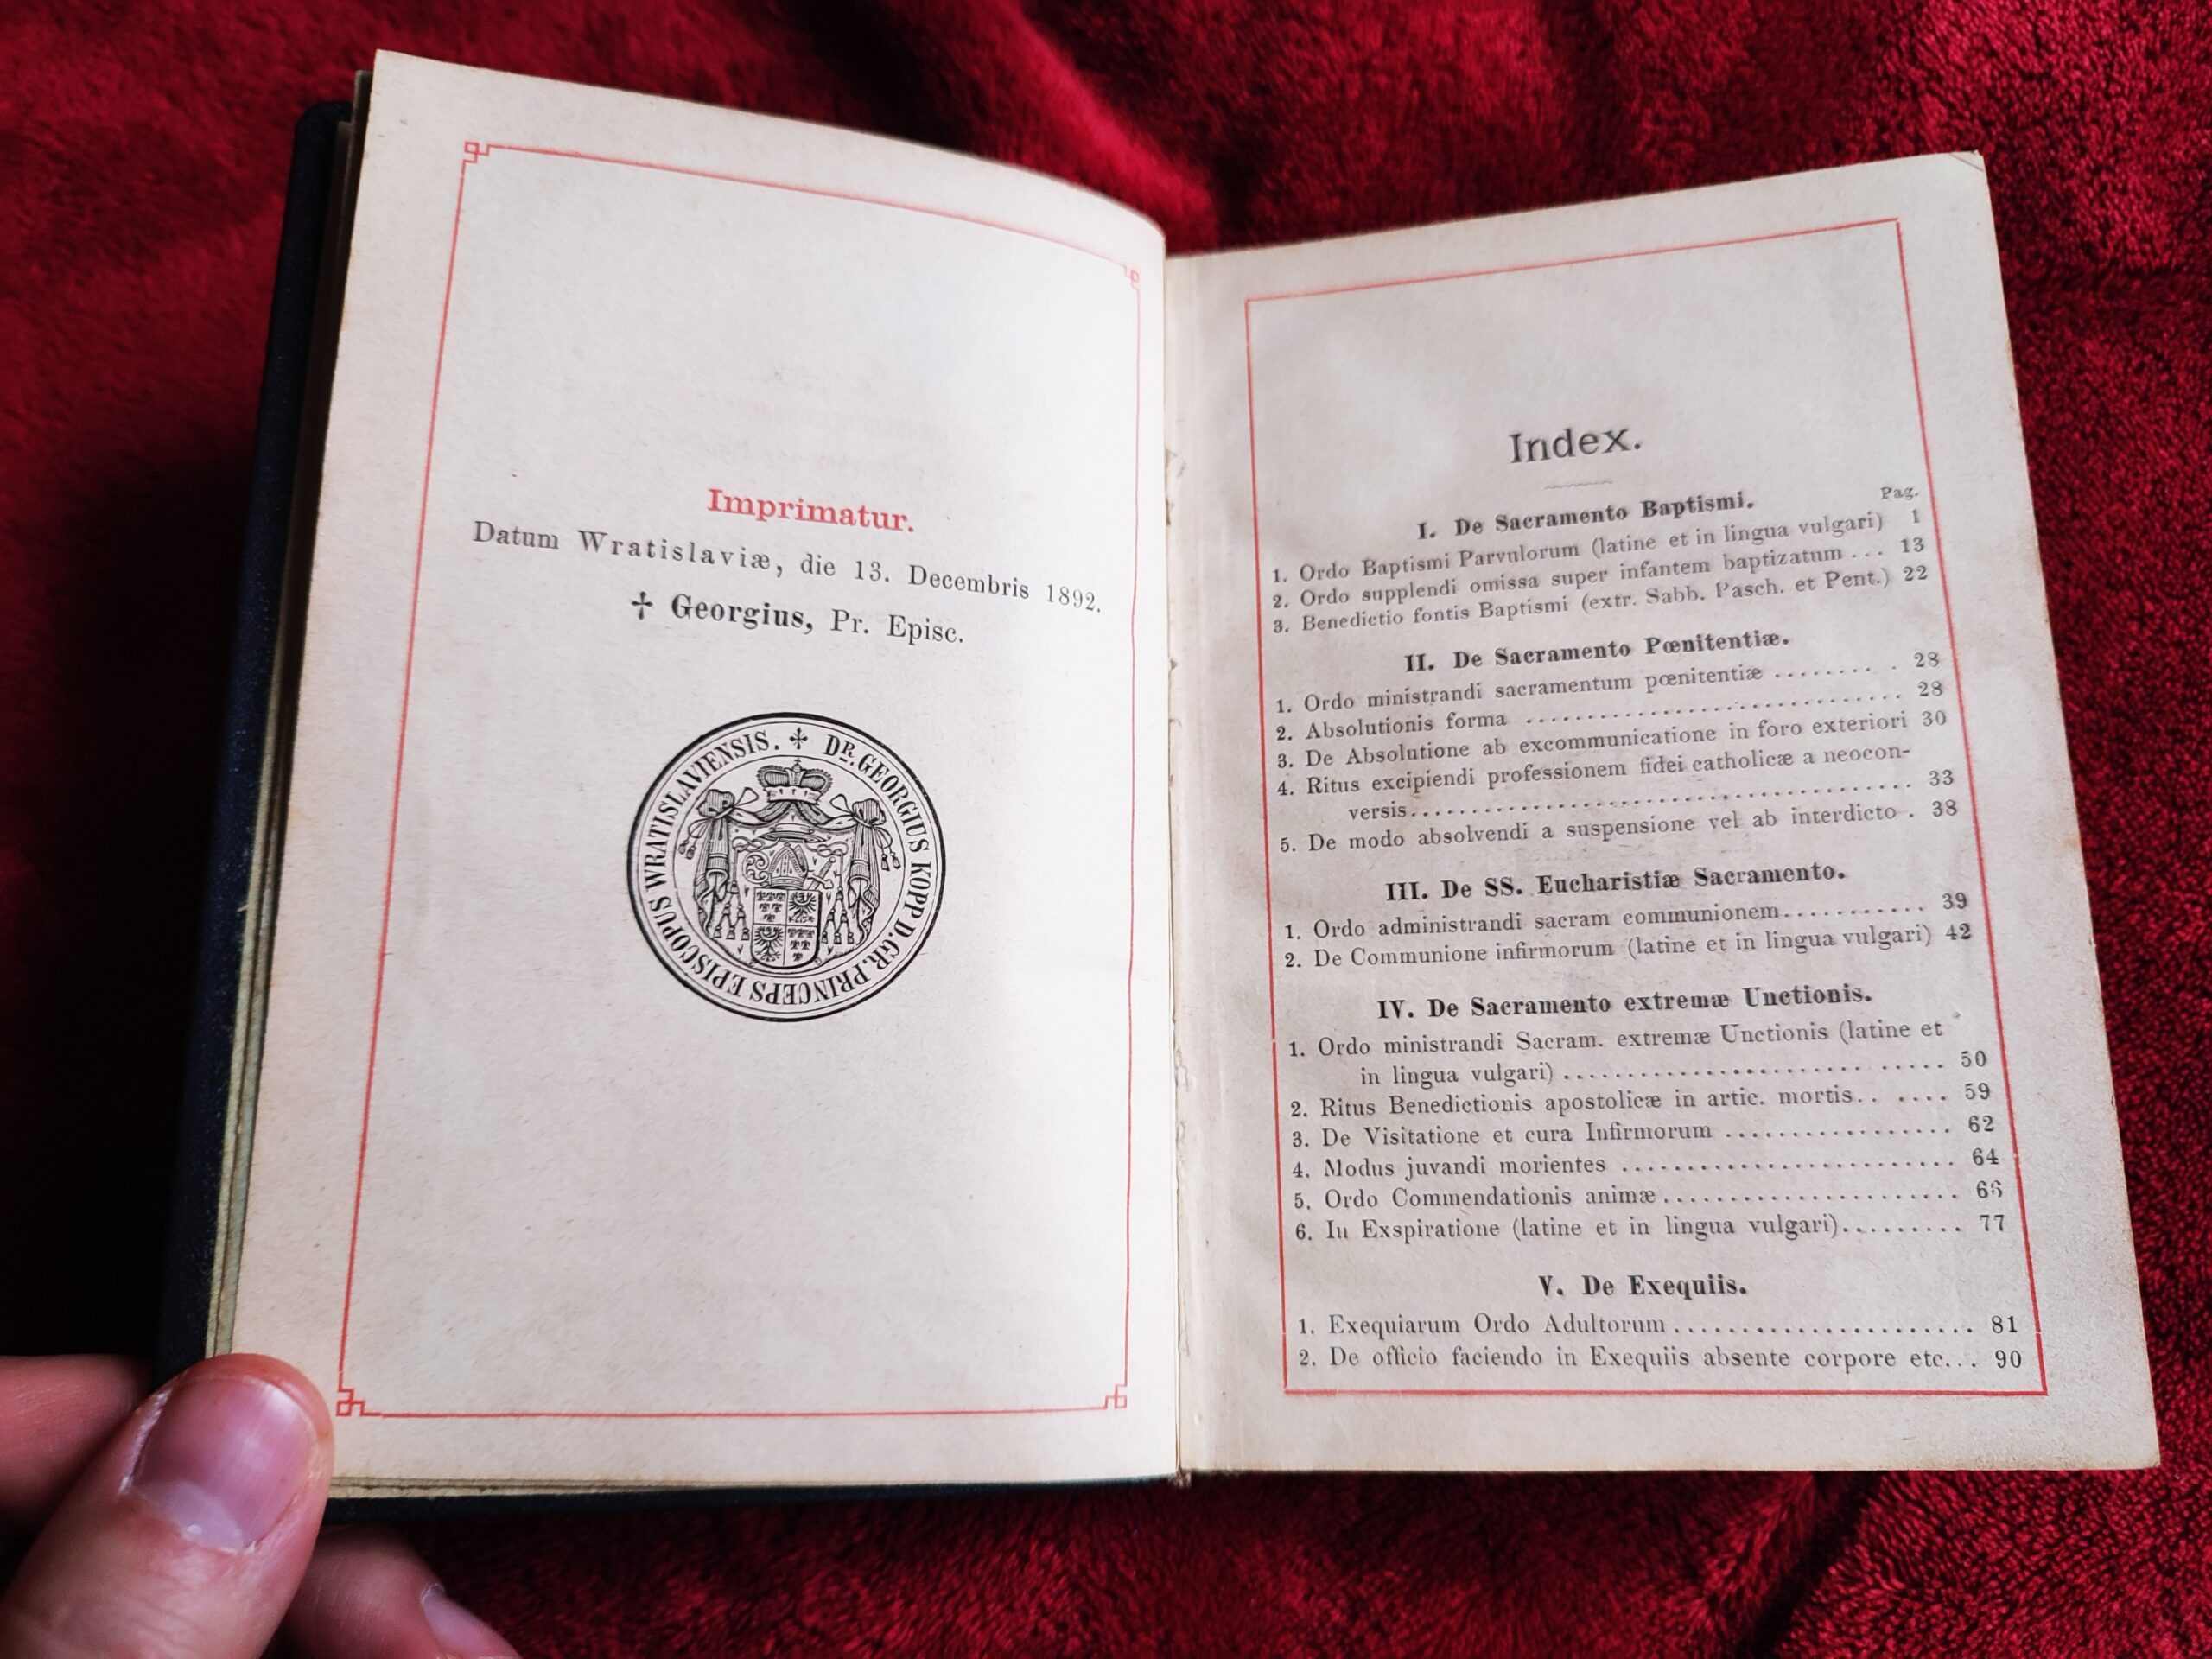 Imprimatur.
Datum Wratislaviæ, die 13. Decembris 1892.
✝ Georgius, Pr. Episc.
✝ DR. GEORGIUS KOPP D. GR. PRINCEPS EPISCOPUS WRATISLAVIENSIS.
Index.
Pag.
I. De Sacramento Baptismi.
1. Ordo Baptismi Parvulorum (latine et in lingua vulgari) 1
2. Ordo supplendi omissa super infantem baptizatum . . . 13
3. Benedictio fontis Baptismi (extr. Sabb. Pasch. et Pent.) 22
II. De Sacramento Pœnitentiæ.
1. Ordo ministrandi sacramentum pœnitentiæ . . . . . . . . . 28
2. Absolutionis forma . . . . . . . . . . . . . . . . . . . . . . . . . . . . . 28
3. De Absolutione ab excommunicatione in foro exteriori 30
4. Ritus excipiendi professionem fidei catholicæ a neocon-
versis . . . . . . . . . . . . . . . . . . . . . . . . . . . . . . . . . . . . . . 33
5. De modo absolvendi a suspensione vel ab interdicto . 38
III. De SS. Eucharistiæ Sacramento.
1. Ordo administrandi sacram communionem . . . . . . . . . . . 39
2. De Communione infirmorum (latine et in lingua vulgari) 42
IV. De Sacramento extremæ Unctionis.
1. Ordo ministrandi Sacram. extremæ Unctionis (latine et
in lingua vulgari) . . . . . . . . . . . . . . . . . . . . . . . . . . . . 50
2. Ritus Benedictionis apostolicæ in artic. mortis . . . . . . 59
3. De Visitatione et cura Infirmorum . . . . . . . . . . . . . . . . . 62
4. Modus juvandi morientes . . . . . . . . . . . . . . . . . . . . . . . . . 64
5. Ordo Commendationis animæ . . . . . . . . . . . . . . . . . . . . . . 66
6. In Exspiratione (latine et in lingua vulgari) . . . . . . . . . 77
V. De Exequiis.
1. Exequiarum Ordo Adultorum . . . . . . . . . . . . . . . . . . . . . . . 81
2. De officio faciendo in Exequiis absente corpore etc. . . 90